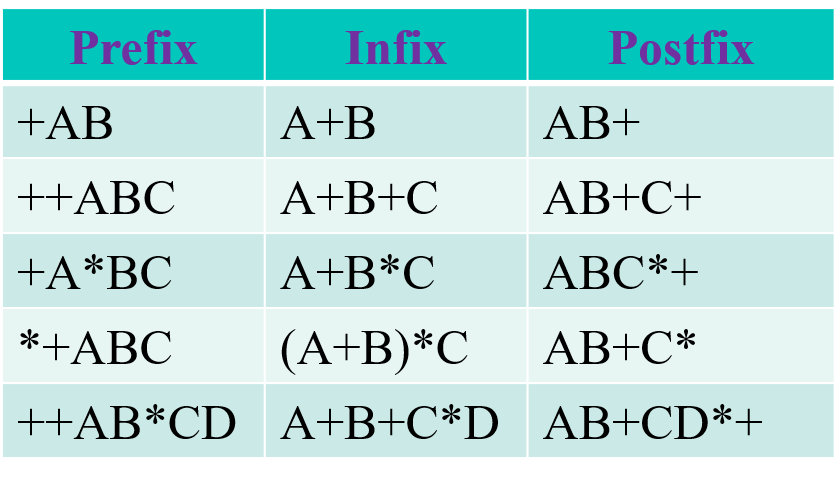 Prefix Infix Postfix
+AB A+B AB+
++ABC A+B+C AB+C+
+A*BC A+B*C ABC*+
*+ABC (A+B)*C AB+C*
++AB*CD A+B+C*D AB+CD*+